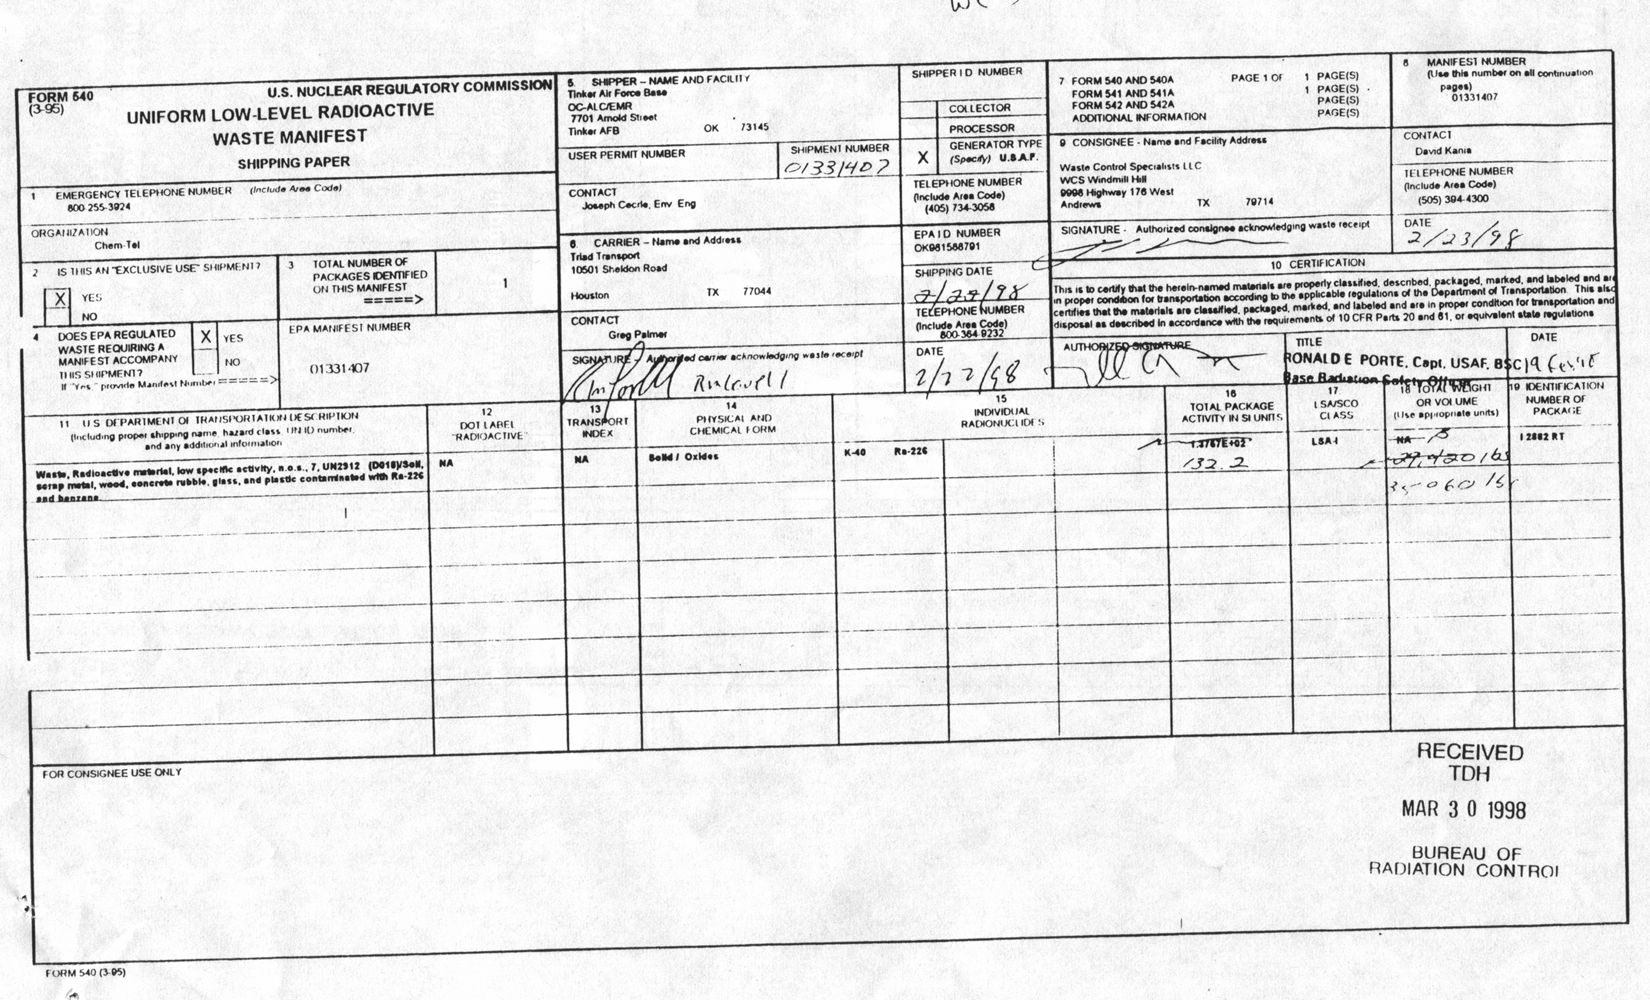 FORM 540
(3-95)
U.S. NUCLEAR REGULATORY COMMISSION
UNIFORM LOW-LEVEL RADIOACTIVE
WASTE MANIFEST
SHIPPING PAPER
1 EMERGENCY TELEPHONE NUMBER (Include Area Code)
800-255-3924
ORGANIZATION
Chem-Tel
2 IS THIS AN "EXCLUSIVE USE" SHIPMENT?
X YES
NO
3 TOTAL NUMBER OF
PACKAGES IDENTIFIED
ON THIS MANIFEST
=====>
1
4 DOES EPA REGULATED
WASTE REQUIRING A
MANIFEST ACCOMPANY
THIS SHIPMENT?
If "Yes," provide Manifest Number =====>
X YES
NO
EPA MANIFEST NUMBER
01331407
5. SHIPPER - NAME AND FACILITY
Tinker Air Force Base
OC-ALC/EMR
7701 Arnold Street
Tinker AFB OK 73145
USER PERMIT NUMBER
SHIPMENT NUMBER
01331407
CONTACT
Joseph Cecrle, Env Eng
6. CARRIER - Name and Address
Triad Transport
10501 Sheldon Road
Houston TX 77044
CONTACT
Greg Palmer
SIGNATURE - Authorized carrier acknowledging waste receipt
SHIPPER I D NUMBER
COLLECTOR
PROCESSOR
X GENERATOR TYPE
(Specify) U.S.A.F.
TELEPHONE NUMBER
(Include Area Code)
(405) 734-3058
EPA I D NUMBER
OK981588791
SHIPPING DATE
2/22/98
TELEPHONE NUMBER
(Include Area Code)
800-364-9232
DATE
2/22/98
7 FORM 540 AND 540A PAGE 1 OF 1 PAGE(S)
FORM 541 AND 541A 1 PAGE(S)
FORM 542 AND 542A PAGE(S)
ADDITIONAL INFORMATION PAGE(S)
8 MANIFEST NUMBER
(Use this number on all continuation
pages)
01331407
9 CONSIGNEE - Name and Facility Address
Waste Control Specialists LLC
WCS Windmill Hill
9998 Highway 176 West
Andrews TX 79714
CONTACT
David Kania
TELEPHONE NUMBER
(Include Area Code)
(505) 394-4300
SIGNATURE - Authorized consignee acknowledging waste receipt
DATE
2/23/98
10 CERTIFICATION
This is to certify that the herein-named materials are properly classified, described, packaged, marked, and labeled and are
in proper condition for transportation according to the applicable regulations of the Department of Transportation. This also
certifies that the materials are classified, packaged, marked, and labeled and are in proper condition for transportation and
disposal as described in accordance with the requirements of 10 CFR Parts 20 and 61, or equivalent state regulations
AUTHORIZED SIGNATURE
TITLE
RONALD E PORTE, Capt, USAF, BSC
Base Radiation Safety Officer
DATE
11 U S DEPARTMENT OF TRANSPORTATION DESCRIPTION
(Including proper shipping name, hazard class, UN ID number,
and any additional information
12
DOT LABEL
"RADIOACTIVE"
13
TRANSPORT
INDEX
14
PHYSICAL AND
CHEMICAL FORM
15
INDIVIDUAL
RADIONUCLIDES
16
TOTAL PACKAGE
ACTIVITY IN SI UNITS
17
LSA/SCO
CLASS
18 TOTAL WEIGHT
OR VOLUME
(Use appropriate units)
19 IDENTIFICATION
NUMBER OF
PACKAGE
Waste, Radioactive material, low specific activity, n.o.s., 7, UN2912 (D018)/Soil,
scrap metal, wood, concrete rubble, glass, and plastic contaminated with Ra-226
and benzene.
NA
NA
Solid / Oxides
K-40 Ra-226
1.3767E+02
132.2
LSA-I
NA
35060 lbs
I 2882 RT
FOR CONSIGNEE USE ONLY
RECEIVED
TDH
MAR 30 1998
BUREAU OF
RADIATION CONTROL
FORM 540 (3-95)